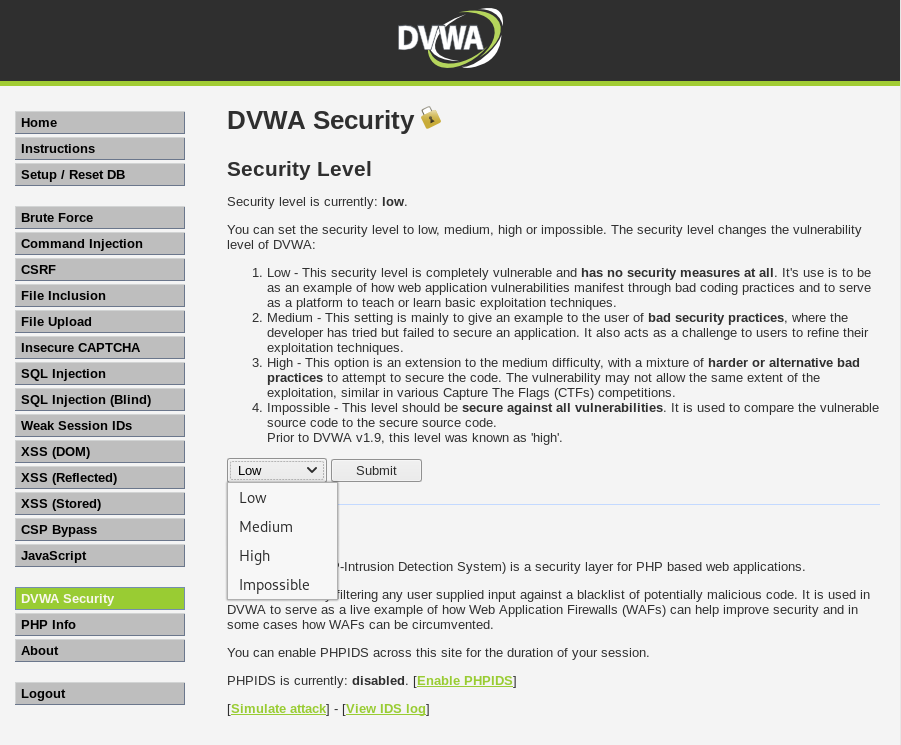 DVWA
Home
Instructions
Setup / Reset DB
Brute Force
Command Injection
CSRF
File Inclusion
File Upload
Insecure CAPTCHA
SQL Injection
SQL Injection (Blind)
Weak Session IDs
XSS (DOM)
XSS (Reflected)
XSS (Stored)
CSP Bypass
JavaScript
DVWA Security
PHP Info
About
Logout
DVWA Security
Security Level
Security level is currently: low.
You can set the security level to low, medium, high or impossible. The security level changes the vulnerability
level of DVWA:
1. Low - This security level is completely vulnerable and has no security measures at all. It's use is to be
as an example of how web application vulnerabilities manifest through bad coding practices and to serve
as a platform to teach or learn basic exploitation techniques.
2. Medium - This setting is mainly to give an example to the user of bad security practices, where the
developer has tried but failed to secure an application. It also acts as a challenge to users to refine their
exploitation techniques.
3. High - This option is an extension to the medium difficulty, with a mixture of harder or alternative bad
practices to attempt to secure the code. The vulnerability may not allow the same extent of the
exploitation, similar in various Capture The Flags (CTFs) competitions.
4. Impossible - This level should be secure against all vulnerabilities. It is used to compare the vulnerable
source code to the secure source code.
Prior to DVWA v1.9, this level was known as 'high'.
Low Submit
Low
Medium
High
Impossible
-Intrusion Detection System) is a security layer for PHP based web applications.
filtering any user supplied input against a blacklist of potentially malicious code. It is used in
DVWA to serve as a live example of how Web Application Firewalls (WAFs) can help improve security and in
some cases how WAFs can be circumvented.
You can enable PHPIDS across this site for the duration of your session.
PHPIDS is currently: disabled. [Enable PHPIDS]
[Simulate attack] - [View IDS log]